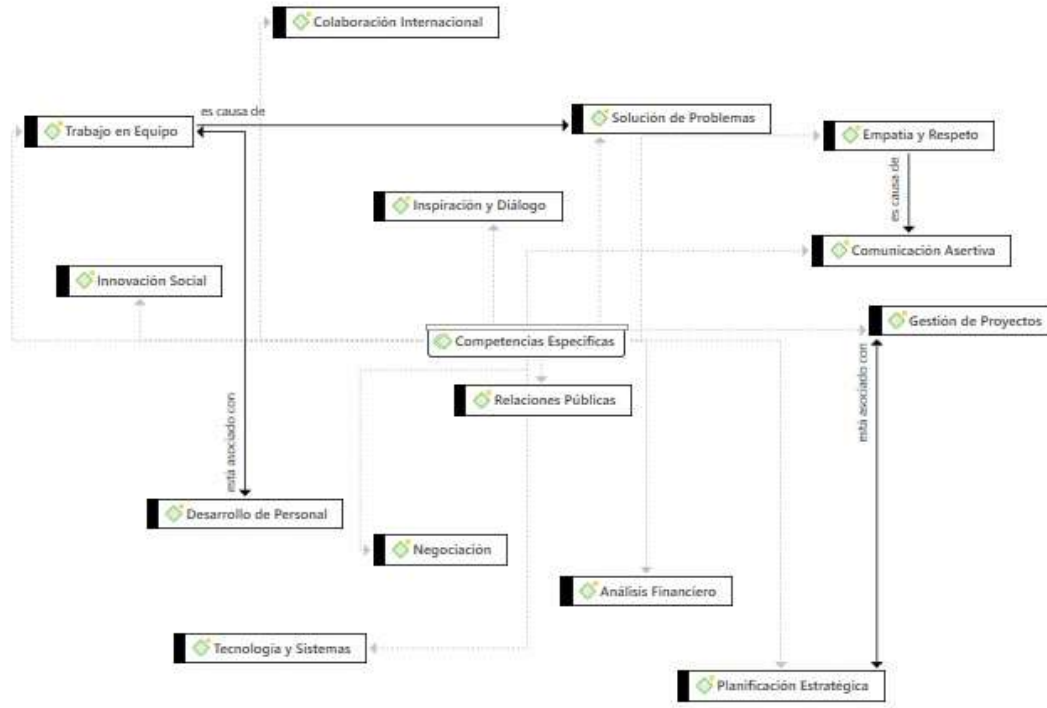 Colaboración Internacional
es causa de
Trabajo en Equipo
Solución de Problemas
Empatía y Respeto
es causa de
Inspiración y Diálogo
Comunicación Asertiva
Innovación Social
Gestión de Proyectos
Competencias Específicas
está asociado con
Relaciones Públicas
está asociado con
Desarrollo de Personal
Negociación
Análisis Financiero
Tecnología y Sistemas
Planificación Estratégica